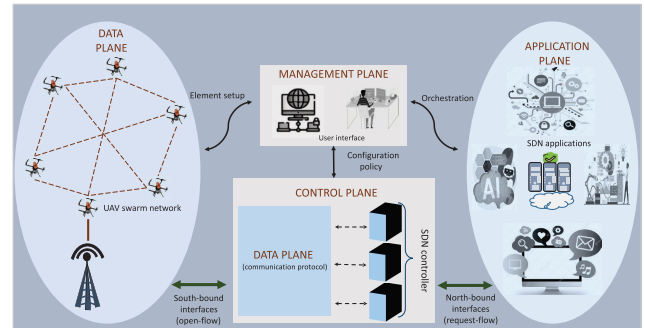 DATA
PLANE
UAV swarm network
Element setup
MANAGEMENT PLANE
User interface
Orchestration
Configuration
policy
CONTROL PLANE
DATA PLANE
(communication protocol)
SDN controller
South-bound
interfaces
(open-flow)
North-bound
interfaces
(request-flow)
APPLICATION
PLANE
SDN applications
AI